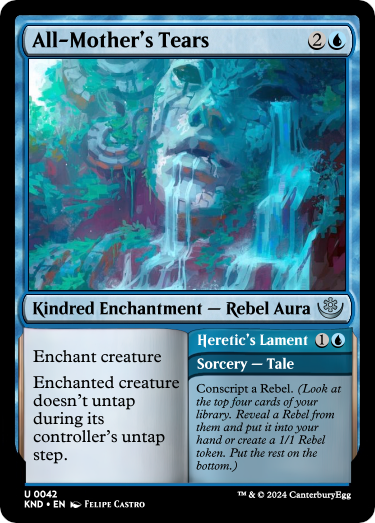 All-Mother's Tears 2
Kindred Enchantment — Rebel Aura
Enchant creature
Enchanted creature
doesn't untap
during its
controller's untap
step.
Heretic's Lament 1
Sorcery — Tale
Conscript a Rebel. (Look at
the top four cards of your
library. Reveal a Rebel from
them and put it into your
hand or create a 1/1 Rebel
token. Put the rest on the
bottom.)
U 0042
KND • EN Felipe Castro
™ & © 2024 CanterburyEgg